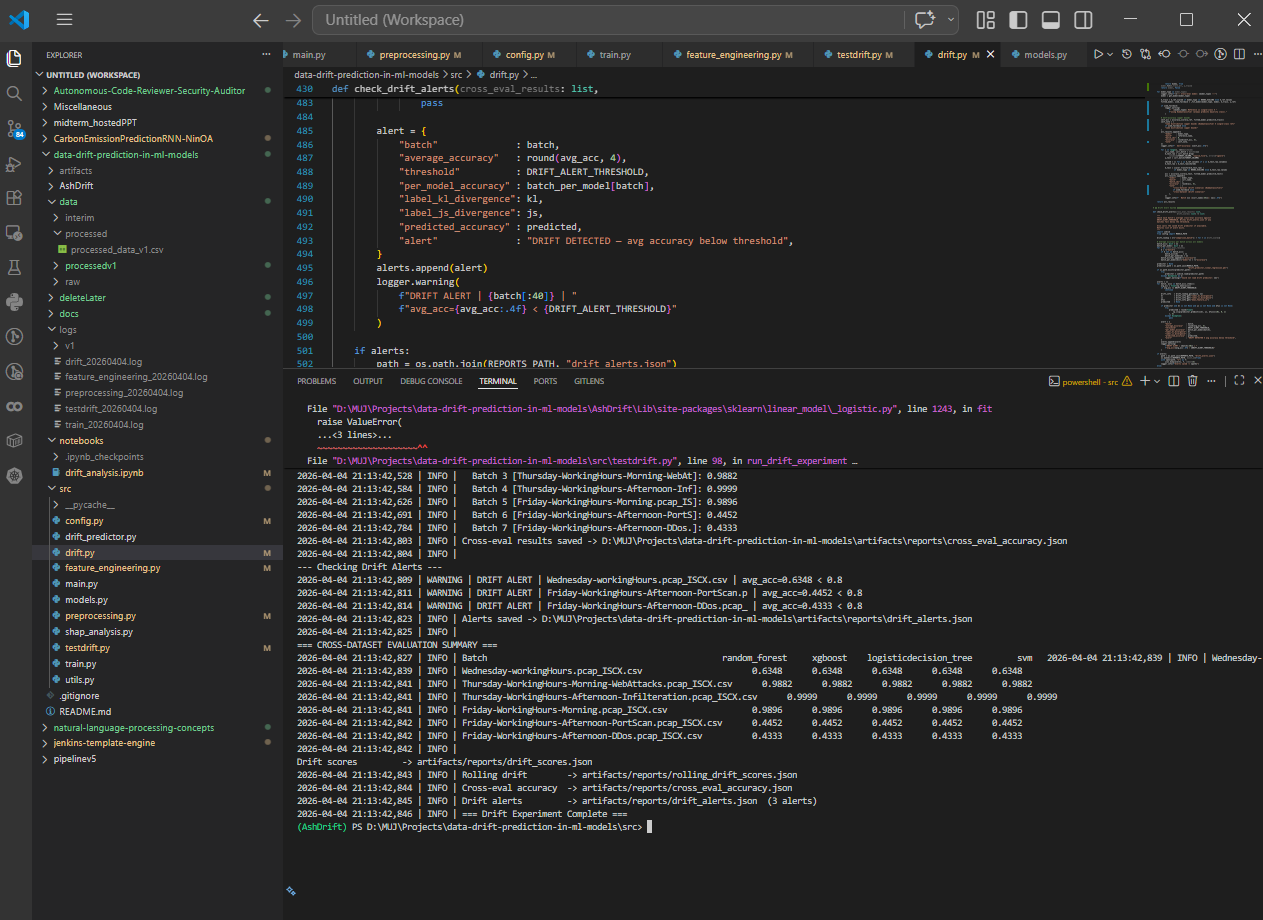 Untitled (Workspace)
EXPLORER
UNTITLED (WORKSPACE)
Autonomous-Code-Reviewer-Security-Auditor
Miscellaneous
midterm_hostedPPT
CarbonEmissionPredictionRNN-NinOA
data-drift-prediction-in-ml-models
artifacts
AshDrift
data
interim
processed
processed_data_v1.csv
processedv1
raw
deleteLater
docs
logs
v1
drift_20260404.log
feature_engineering_20260404.log
preprocessing_20260404.log
testdrift_20260404.log
train_20260404.log
notebooks
.ipynb_checkpoints
drift_analysis.ipynb M
src
__pycache__
config.py M
drift_predictor.py
drift.py M
feature_engineering.py M
main.py
models.py
preprocessing.py M
shap_analysis.py
testdrift.py M
train.py
utils.py
.gitignore
README.md
natural-language-processing-concepts
jenkins-template-engine
pipelinev5
84
main.py preprocessing.py M config.py M train.py feature_engineering.py M testdrift.py M drift.py M models.py
data-drift-prediction-in-ml-models > src > drift.py > ...
430 def check_drift_alerts(cross_eval_results: list,
483 pass
484
485 alert = {
486 "batch" : batch,
487 "average_accuracy" : round(avg_acc, 4),
488 "threshold" : DRIFT_ALERT_THRESHOLD,
489 "per_model_accuracy" : batch_per_model[batch],
490 "label_kl_divergence": kl,
491 "label_js_divergence": js,
492 "predicted_accuracy" : predicted,
493 "alert" : "DRIFT DETECTED — avg accuracy below threshold",
494 }
495 alerts.append(alert)
496 logger.warning(
497 f"DRIFT ALERT | {batch[:40]} | "
498 f"avg_acc={avg_acc:.4f} < {DRIFT_ALERT_THRESHOLD}"
499 )
500
501 if alerts:
502 path = os.path.join(REPORTS_PATH, "drift_alerts.json")
PROBLEMS OUTPUT DEBUG CONSOLE TERMINAL PORTS GITLENS
powershell - src
File "D:\MUJ\Projects\data-drift-prediction-in-ml-models\AshDrift\Lib\site-packages\sklearn\linear_model\_logistic.py", line 1243, in fit
raise ValueError(
...<3 lines>...
~~~~~~~~~~~~~~~~~~~~^^
File "D:\MUJ\Projects\data-drift-prediction-in-ml-models\src\testdrift.py", line 98, in run_drift_experiment …
2026-04-04 21:13:42,528 | INFO | Batch 3 [Thursday-WorkingHours-Morning-WebAt]: 0.9882
2026-04-04 21:13:42,584 | INFO | Batch 4 [Thursday-WorkingHours-Afternoon-Inf]: 0.9999
2026-04-04 21:13:42,626 | INFO | Batch 5 [Friday-WorkingHours-Morning.pcap_IS]: 0.9896
2026-04-04 21:13:42,691 | INFO | Batch 6 [Friday-WorkingHours-Afternoon-PortS]: 0.4452
2026-04-04 21:13:42,784 | INFO | Batch 7 [Friday-WorkingHours-Afternoon-DDos.]: 0.4333
2026-04-04 21:13:42,803 | INFO | Cross-eval results saved -> D:\MUJ\Projects\data-drift-prediction-in-ml-models\artifacts\reports\cross_eval_accuracy.json
2026-04-04 21:13:42,804 | INFO |
--- Checking Drift Alerts ---
2026-04-04 21:13:42,809 | WARNING | DRIFT ALERT | Wednesday-workingHours.pcap_ISCX.csv | avg_acc=0.6348 < 0.8
2026-04-04 21:13:42,811 | WARNING | DRIFT ALERT | Friday-WorkingHours-Afternoon-PortScan.p | avg_acc=0.4452 < 0.8
2026-04-04 21:13:42,814 | WARNING | DRIFT ALERT | Friday-WorkingHours-Afternoon-DDos.pcap_ | avg_acc=0.4333 < 0.8
2026-04-04 21:13:42,823 | INFO | Alerts saved -> D:\MUJ\Projects\data-drift-prediction-in-ml-models\artifacts\reports\drift_alerts.json
2026-04-04 21:13:42,825 | INFO |
=== CROSS-DATASET EVALUATION SUMMARY ===
2026-04-04 21:13:42,827 | INFO | Batch random_forest xgboost logisticdecision_tree svm 2026-04-04 21:13:42,839 | INFO | Wednesday-
2026-04-04 21:13:42,839 | INFO | Wednesday-workingHours.pcap_ISCX.csv 0.6348 0.6348 0.6348 0.6348 0.6348
2026-04-04 21:13:42,841 | INFO | Thursday-WorkingHours-Morning-WebAttacks.pcap_ISCX.csv 0.9882 0.9882 0.9882 0.9882 0.9882
2026-04-04 21:13:42,841 | INFO | Thursday-WorkingHours-Afternoon-Infilteration.pcap_ISCX.csv 0.9999 0.9999 0.9999 0.9999 0.9999
2026-04-04 21:13:42,841 | INFO | Friday-WorkingHours-Morning.pcap_ISCX.csv 0.9896 0.9896 0.9896 0.9896 0.9896
2026-04-04 21:13:42,842 | INFO | Friday-WorkingHours-Afternoon-PortScan.pcap_ISCX.csv 0.4452 0.4452 0.4452 0.4452 0.4452
2026-04-04 21:13:42,842 | INFO | Friday-WorkingHours-Afternoon-DDos.pcap_ISCX.csv 0.4333 0.4333 0.4333 0.4333 0.4333
2026-04-04 21:13:42,842 | INFO |
Drift scores -> artifacts/reports/drift_scores.json
2026-04-04 21:13:42,843 | INFO | Rolling drift -> artifacts/reports/rolling_drift_scores.json
2026-04-04 21:13:42,844 | INFO | Cross-eval accuracy -> artifacts/reports/cross_eval_accuracy.json
2026-04-04 21:13:42,845 | INFO | Drift alerts -> artifacts/reports/drift_alerts.json (3 alerts)
2026-04-04 21:13:42,846 | INFO | === Drift Experiment Complete ===
(AshDrift) PS D:\MUJ\Projects\data-drift-prediction-in-ml-models\src>